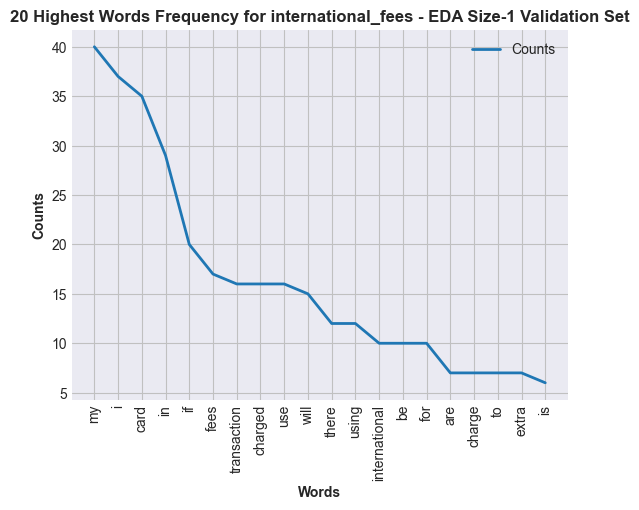 20 Highest Words Frequency for international_fees - EDA Size-1 Validation Set
Counts
40
35
30
25
20
15
10
5
Counts
my
i
card
in
if
fees
transaction
charged
use
will
there
using
international
be
for
are
charge
to
extra
is
Words